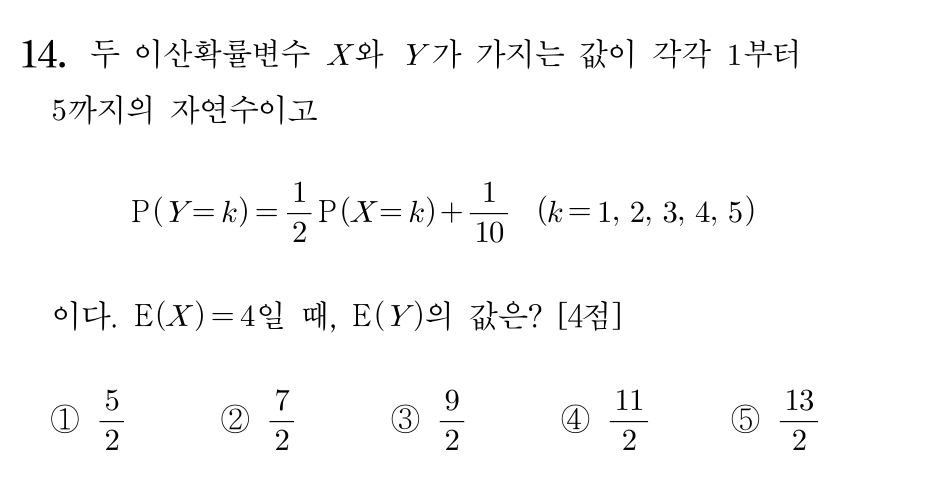 14. 두 이산확률변수 X와 Y가 가지는 값이 각각 1부터
5까지의 자연수이고
P(Y=k)=1/2 P(X=k)+1/10 (k=1, 2, 3, 4, 5)
이다. E(X)=4일 때, E(Y)의 값은? [4점]
① 5/2 ② 7/2 ③ 9/2 ④ 11/2 ⑤ 13/2